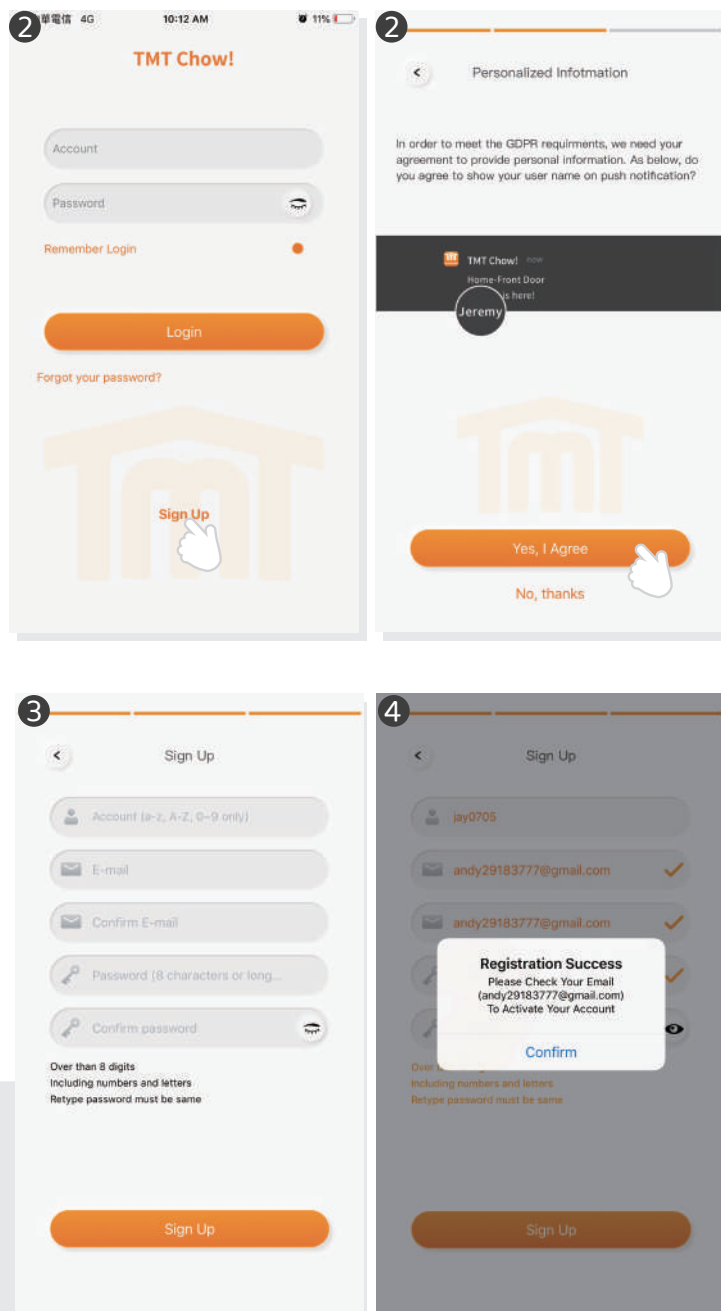 2
華電信 4G 10:12 AM 11%
TMT Chow!
Account
Password
Remember Login
Login
Forgot your password?
Sign Up
2
Personalized Infotmation
In order to meet the GDPR requirments, we need your
agreement to provide personal information. As below, do
you agree to show your user name on push notification?
TMT Chow! now
Home-Front Door
is here!
Jeremy
Yes, I Agree
No, thanks
3
Sign Up
Account (a-z, A-Z, 0-9 only)
E-mail
Confirm E-mail
Password (8 characters or long...
Confirm password
Over than 8 digits
Including numbers and letters
Retype password must be same
Sign Up
4
Sign Up
jay0705
andy29183777@gmail.com
andy29183777@gmail.com
Registration Success
Please Check Your Email
(andy29183777@gmail.com)
To Activate Your Account
Confirm
Over
Including numbers and letters
Retype password must be same
Sign Up